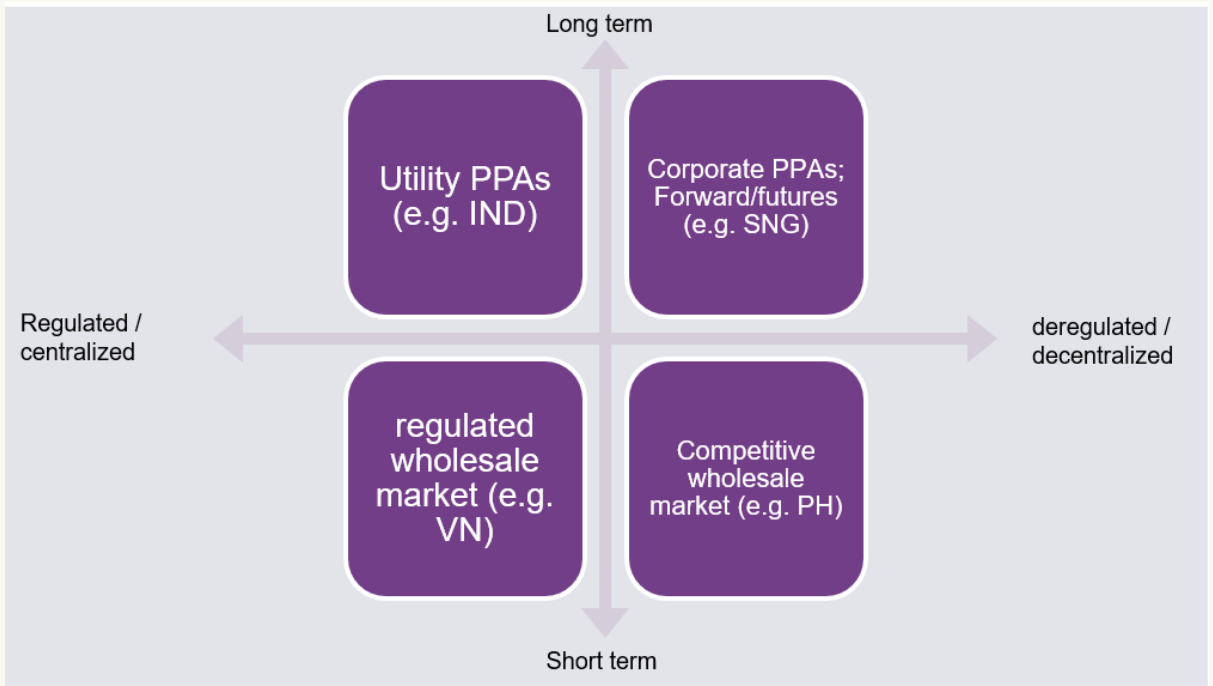 Long term
Utility PPAs
(e.g. IND)
Corporate PPAs;
Forward/futures
(e.g. SNG)
Regulated /
centralized
deregulated /
decentralized
regulated
wholesale
market (e.g.
VN)
Competitive
wholesale
market (e.g. PH)
Short term